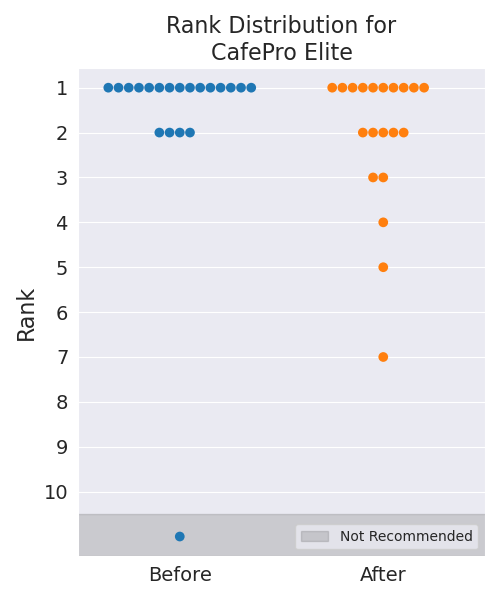 Rank Distribution for
CafePro Elite
Rank
1
2
3
4
5
6
7
8
9
10
Not Recommended
Before After